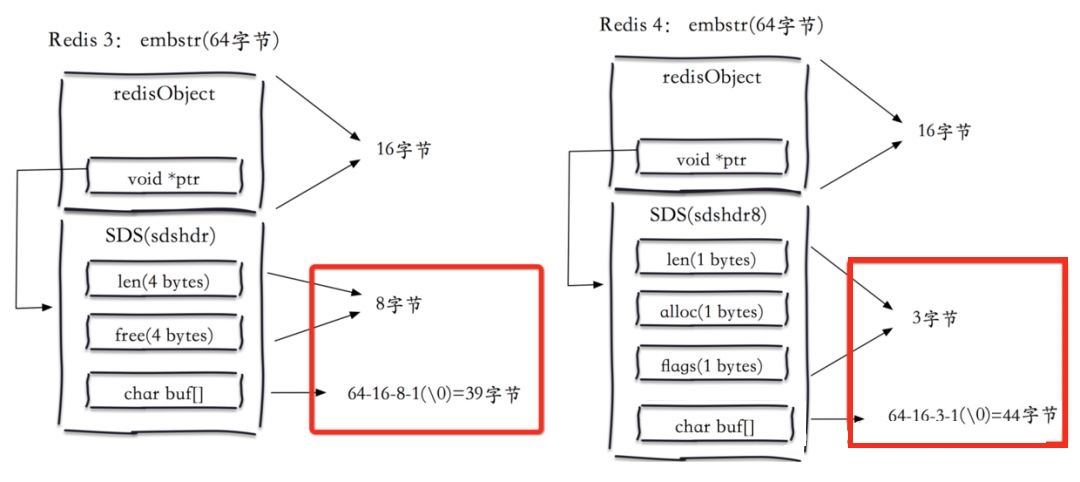 Redis 3： embstr(64字节)
redisObject
void *ptr
16字节
SDS(sdshdr)
len(4 bytes)
free(4 bytes)
char buf[]
8字节
64-16-8-1(\0)=39字节
Redis 4： embstr(64字节)
redisObject
void *ptr
16字节
SDS(sdshdr8)
len(1 bytes)
alloc(1 bytes)
flags(1 bytes)
char buf[]
3字节
64-16-3-1(\0)=44字节